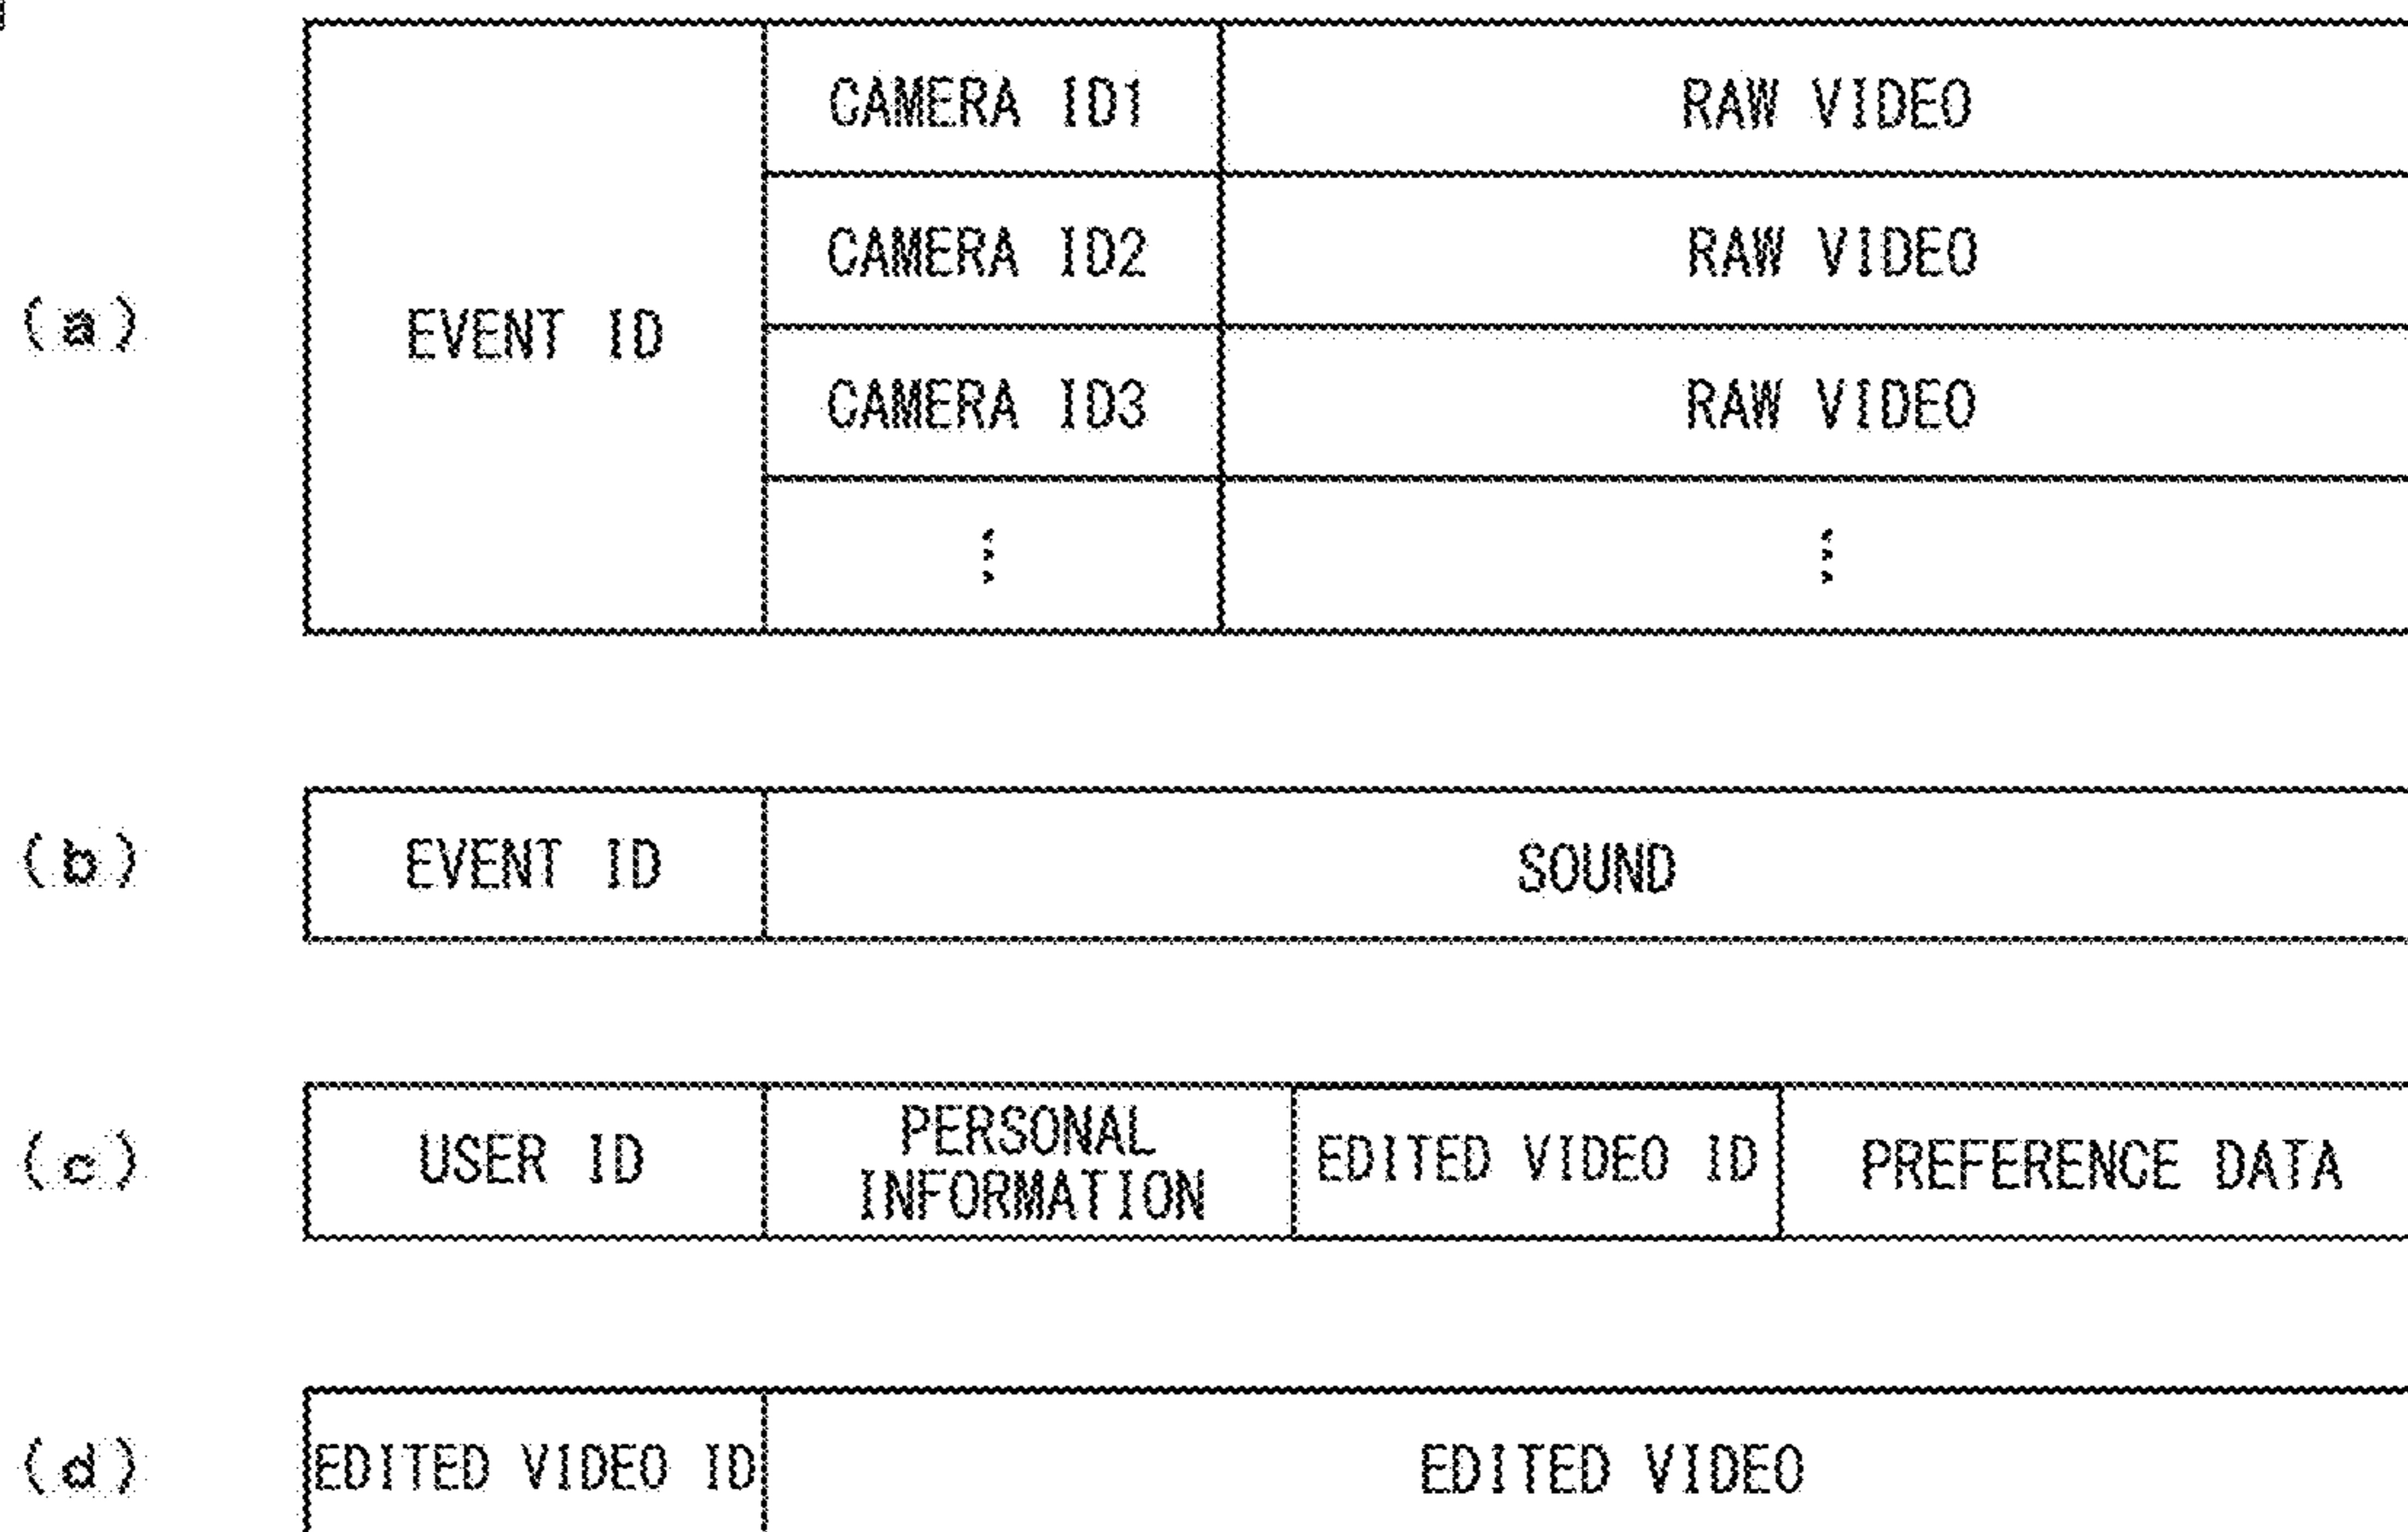 CAMERA ID1 RAW VIDEO
CAMERA ID2 RAW VIDEO
(a) EVENT ID
CAMERA ID3 RAW VIDEO
⋮ ⋮
(b) EVENT ID SOUND
(c) USER ID PERSONAL INFORMATION EDITED VIDEO ID PREFERENCE DATA
(d) EDITED VIDEO ID EDITED VIDEO